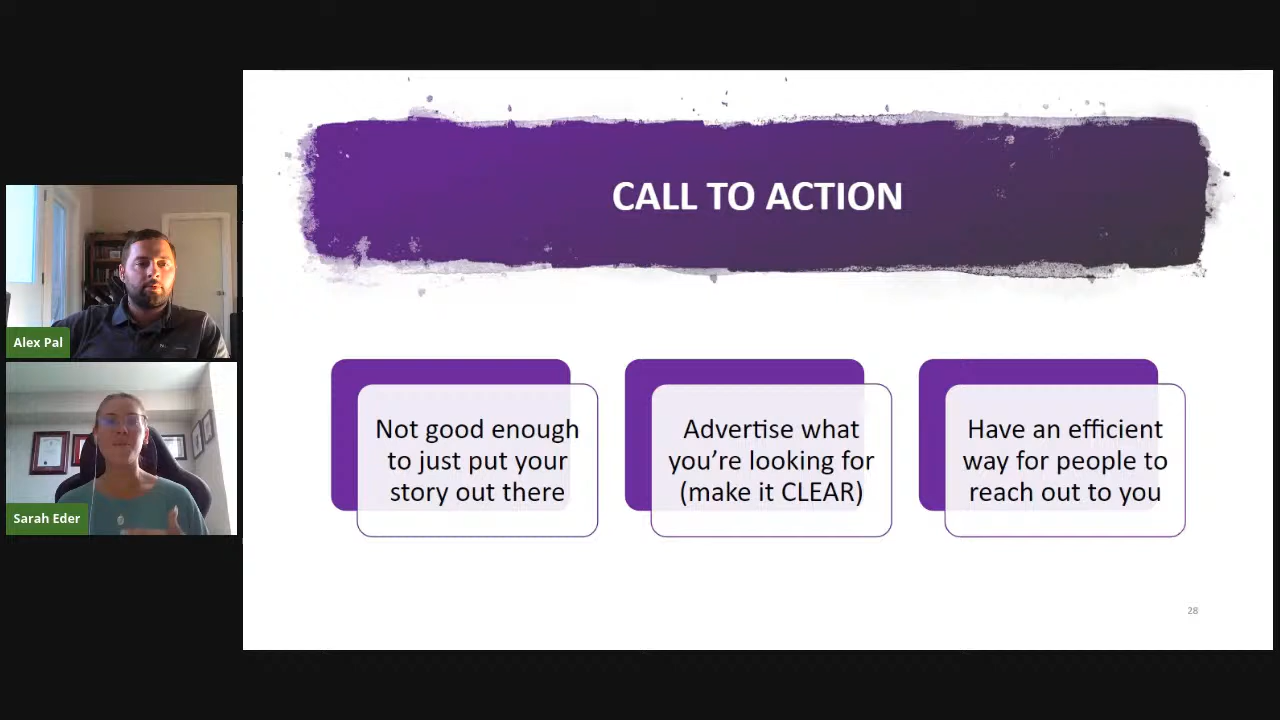 CALL TO ACTION
Not good enough
to just put your
story out there
Advertise what
you’re looking for
(make it CLEAR)
Have an efficient
way for people to
reach out to you
28
Alex Pal
Sarah Eder